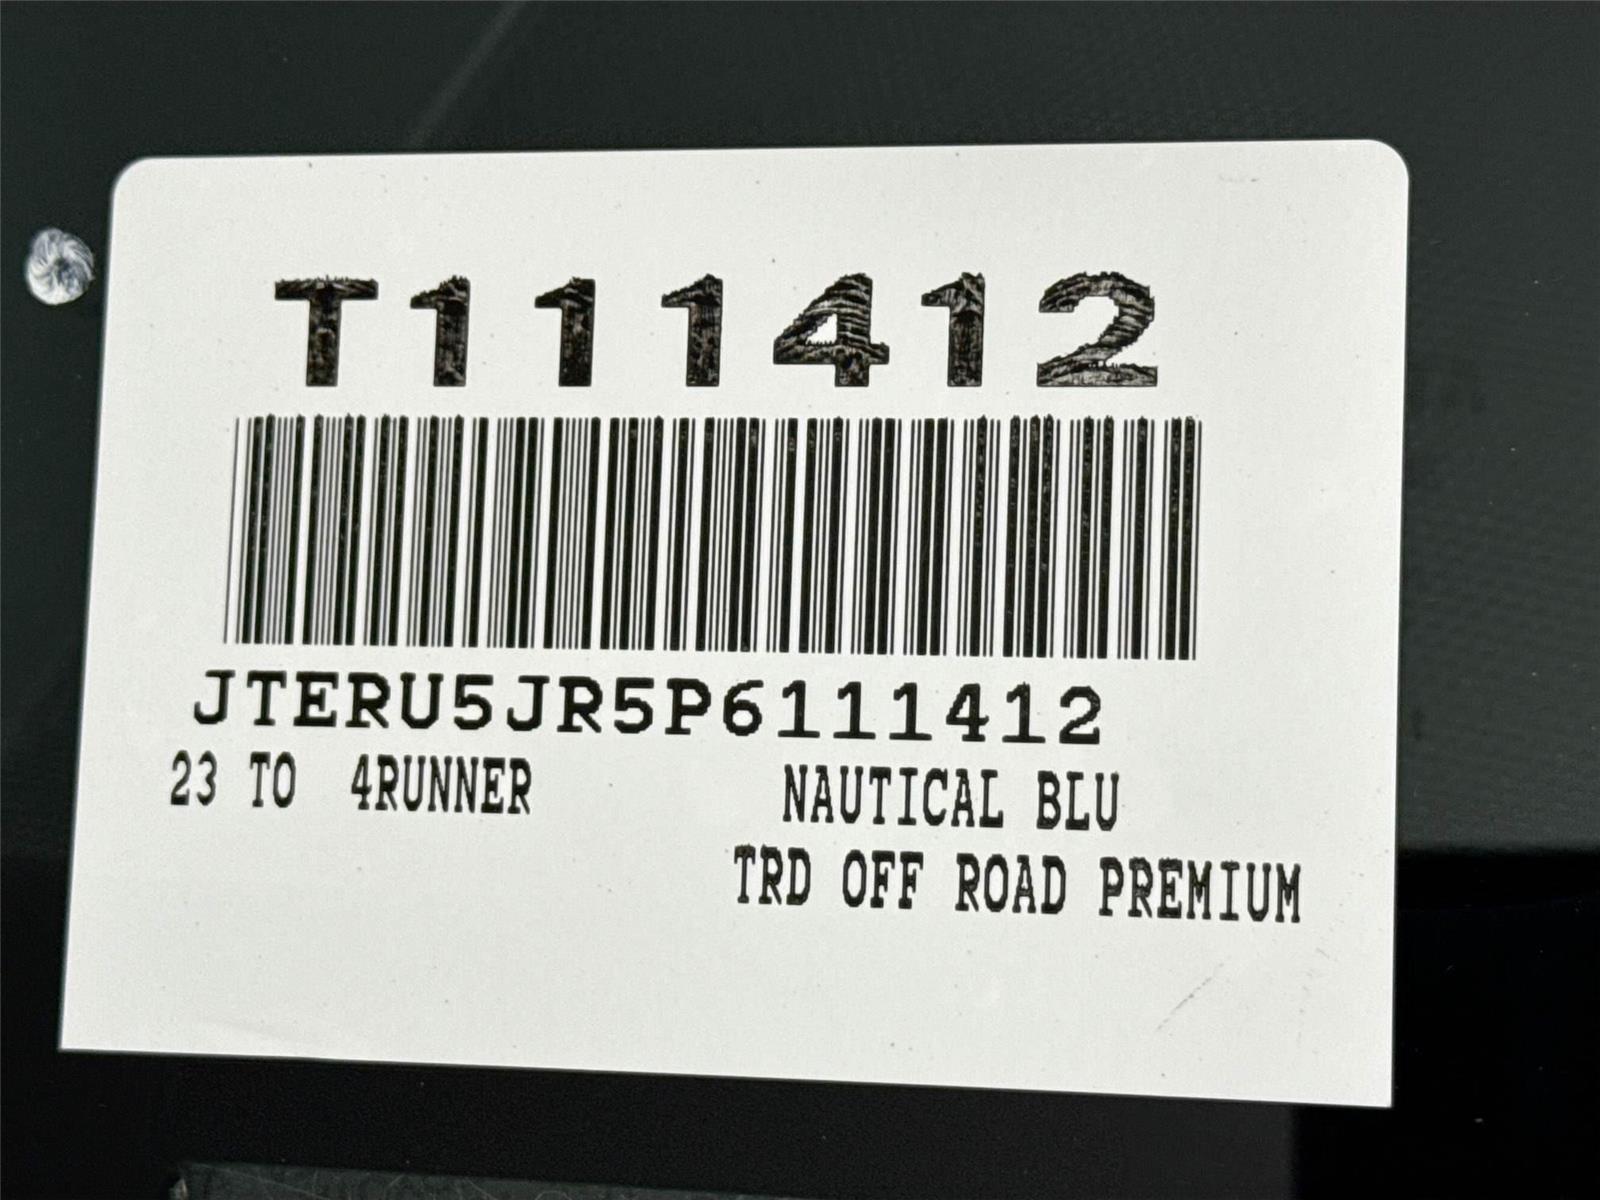 T111412
JTERU5JR5P6111412
23 TO 4RUNNER NAUTICAL BLU
TRD OFF ROAD PREMIUM